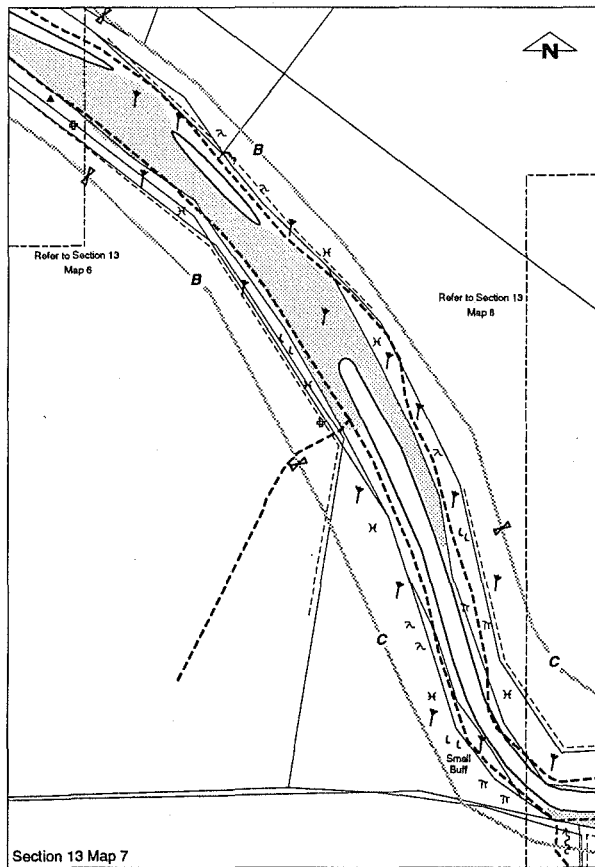 N
B
Refer to Section 13
Map 6
B
Refer to Section 13
Map 8
C
C
Small
Buff
Section 13 Map 7